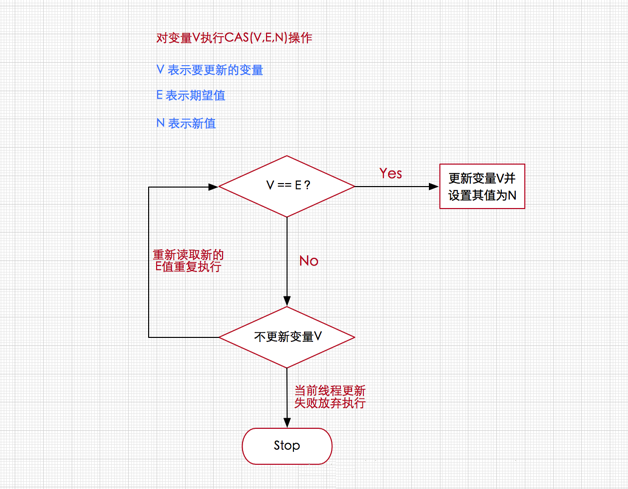 对变量V执行CAS(V,E,N)操作
V 表示要更新的变量
E 表示期望值
N 表示新值
V == E ?
Yes
更新变量V并
设置其值为N
重新读取新的
E值重复执行
No
不更新变量V
当前线程更新
失败放弃执行
Stop